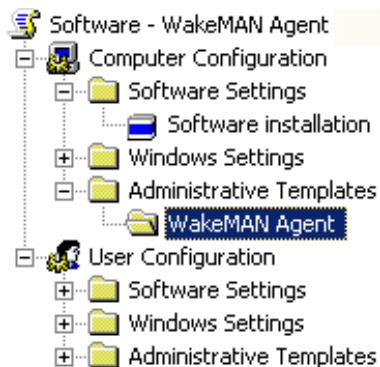 Software - WakeMAN Agent
Computer Configuration
Software Settings
Software installation
Windows Settings
Administrative Templates
WakeMAN Agent
User Configuration
Software Settings
Windows Settings
Administrative Templates